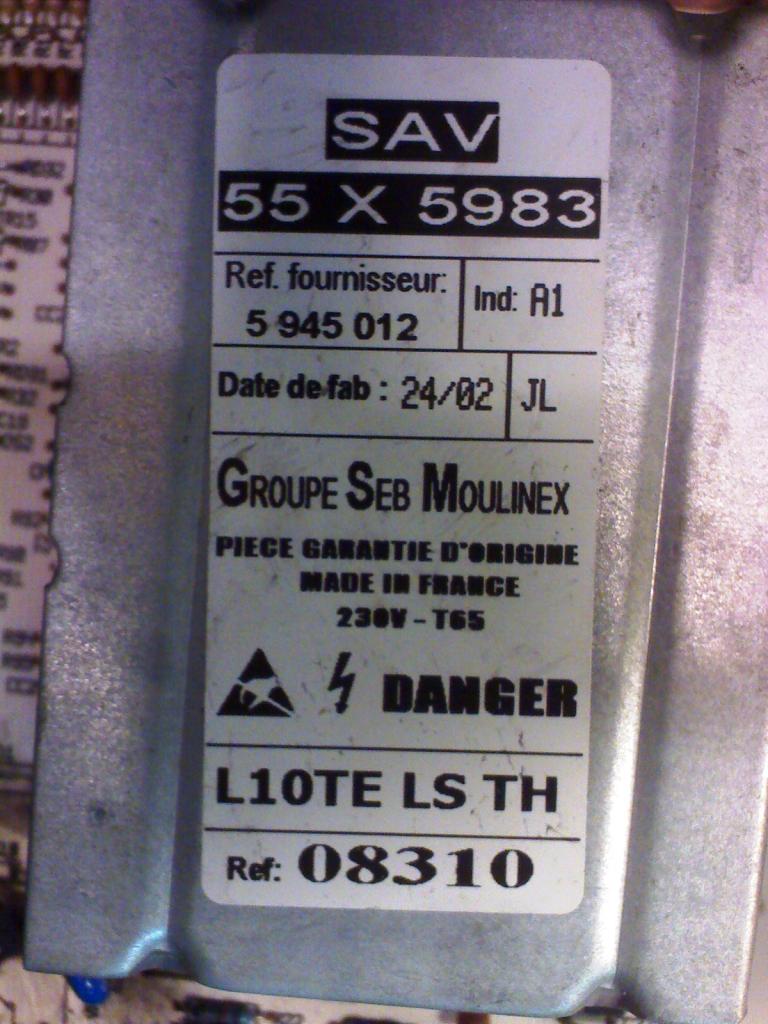 SAV
55 X 5983
Ref. fournisseur:
5 945 012
Ind: A1
Date de fab : 24/02
JL
GROUPE SEB MOULINEX
PIECE GARANTIE D'ORIGINE
MADE IN FRANCE
230V - T65
DANGER
L10TE LS TH
Ref: 08310